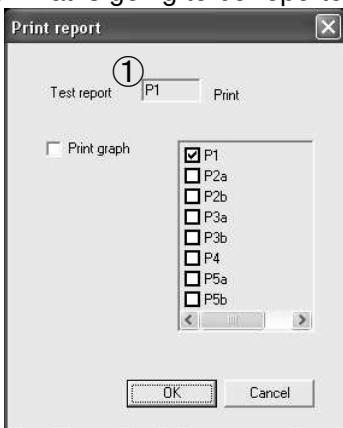 Print report
①
Test report P1 Print
Print graph
P1
P2a
P2b
P3a
P3b
P4
P5a
P5b
OK Cancel